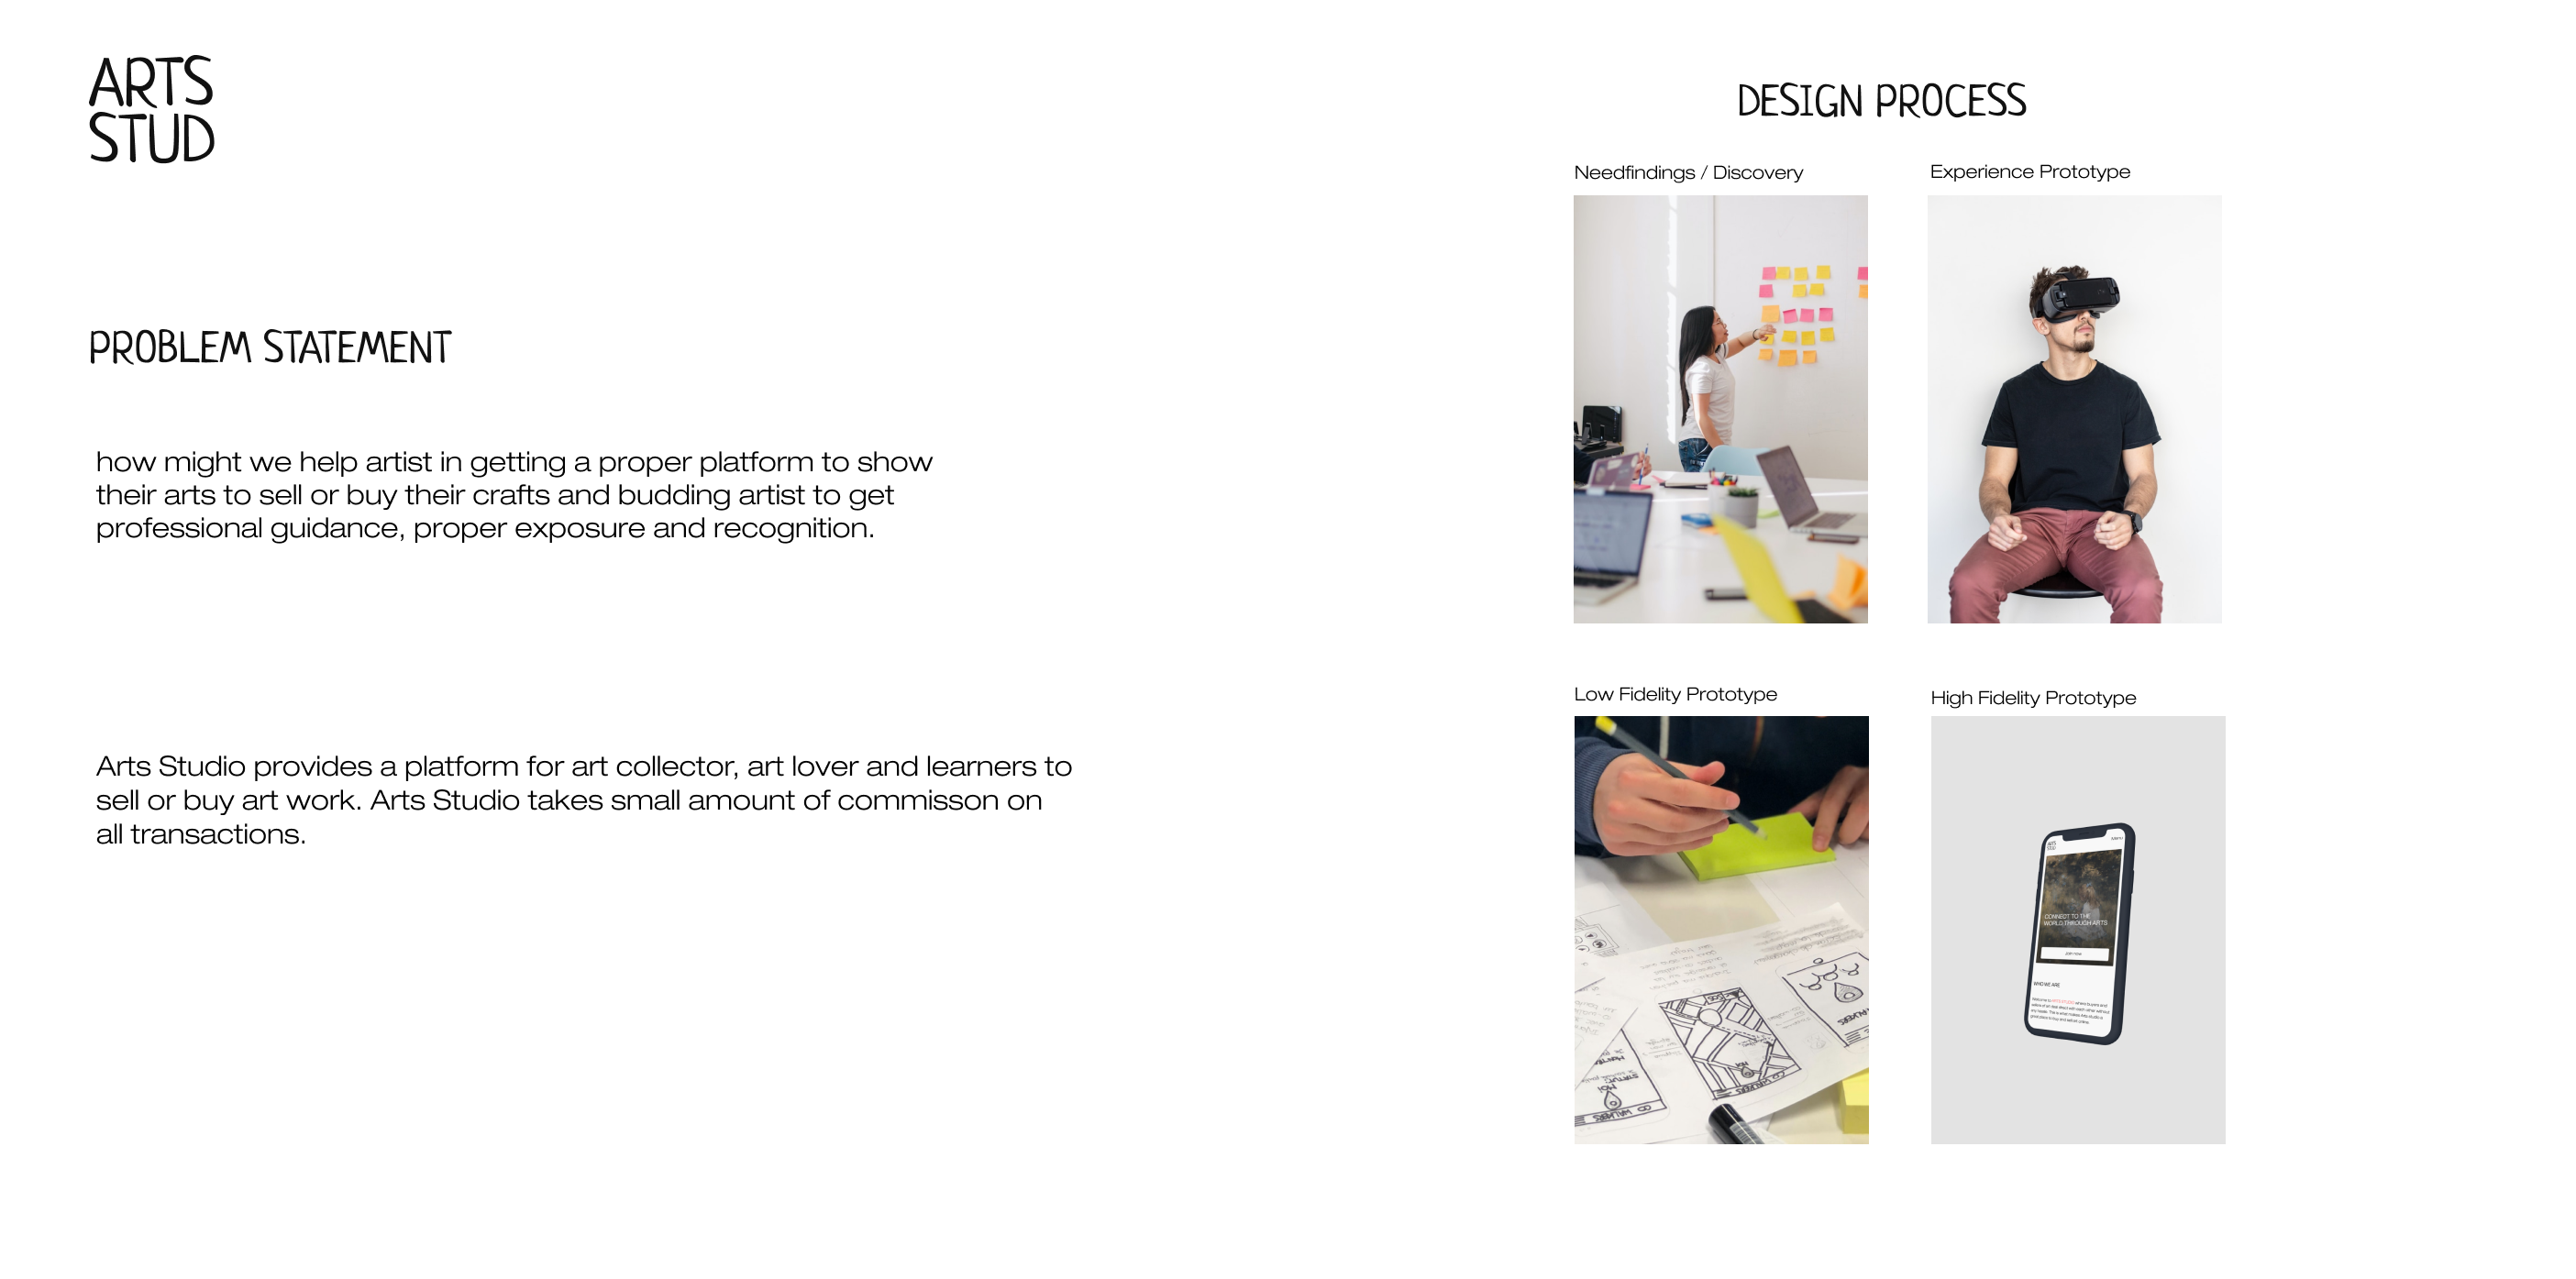 ARTS
STUD
PROBLEM STATEMENT
how might we help artist in getting a proper platform to show
their arts to sell or buy their crafts and budding artist to get
professional guidance, proper exposure and recognition.
Arts Studio provides a platform for art collector, art lover and learners to
sell or buy art work. Arts Studio takes small amount of commisson on
all transactions.
DESIGN PROCESS
Needfindings / Discovery
Experience Prototype
Low Fidelity Prototype
High Fidelity Prototype
ARTS
STUD
CONNECT TO THE
WORLD THROUGH ARTS
join now
WHO WE ARE